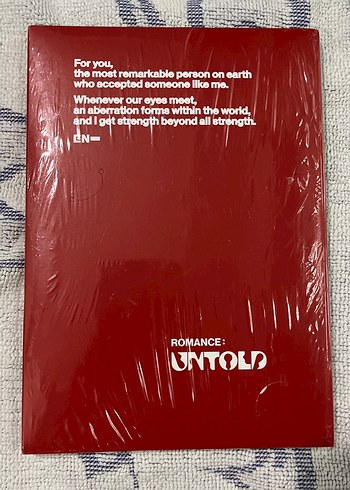 For you,
the most remarkable person on earth
who accepted someone like me.
Whenever our eyes meet,
an aberration forms within the world,
and I get strength beyond all strength.
EN–
ROMANCE:
UNTOLD